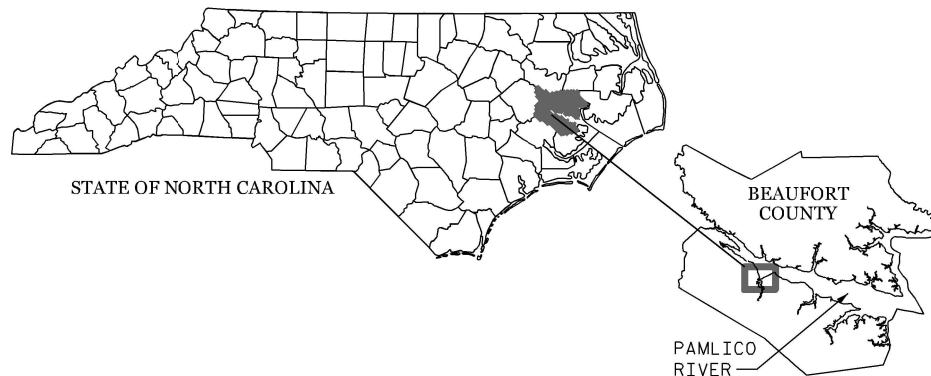 STATE OF NORTH CAROLINA
BEAUFORT
COUNTY
PAMLICO
RIVER